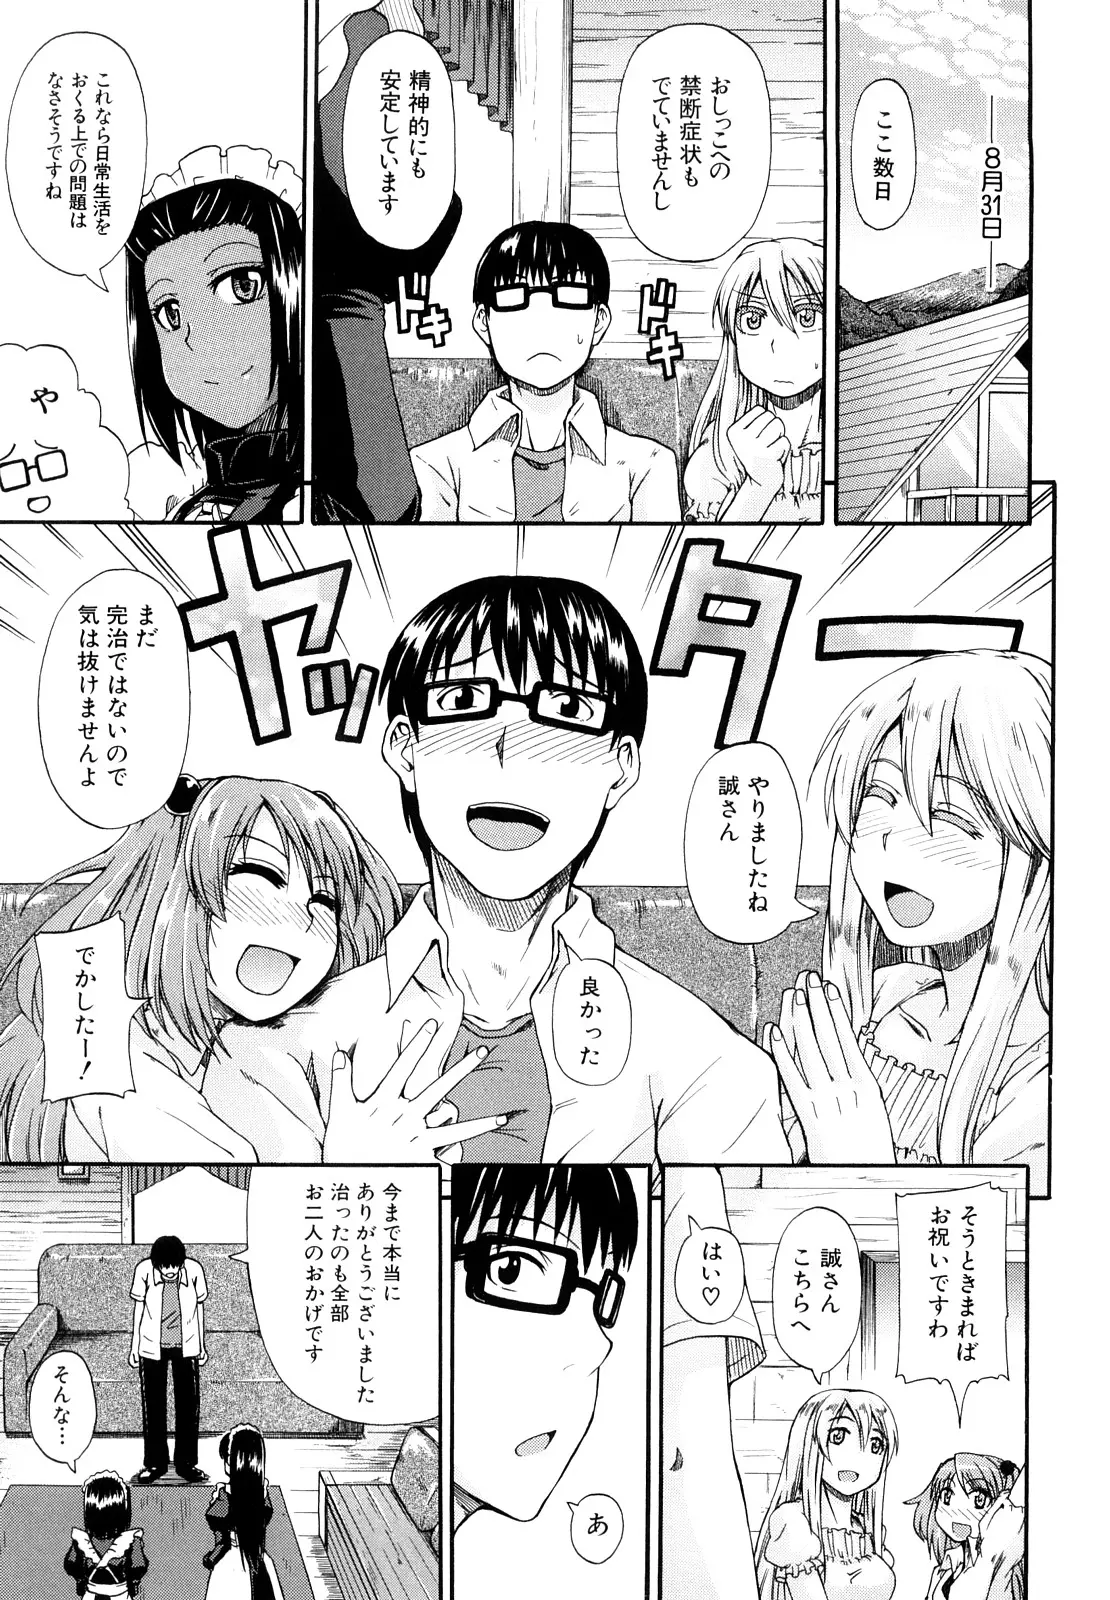 8月31日
ここ数日
おしっこへの
禁断症状も
でていませんし
ドキ
ドキ
精神的にも
安定しています
これなら日常生活を
おくる上での問題は
なさそうですね
や
ヤッター
やりましたね
誠さん
良かった
まだ
完治ではないので
気は抜けませんよ
でかしたー!
そうときまれば
お祝いですわ
誠さん
こちらへ
はい♡
あ
今まで本当に
ありがとうございました
治ったのも全部
お二人のおかげです
そんな…